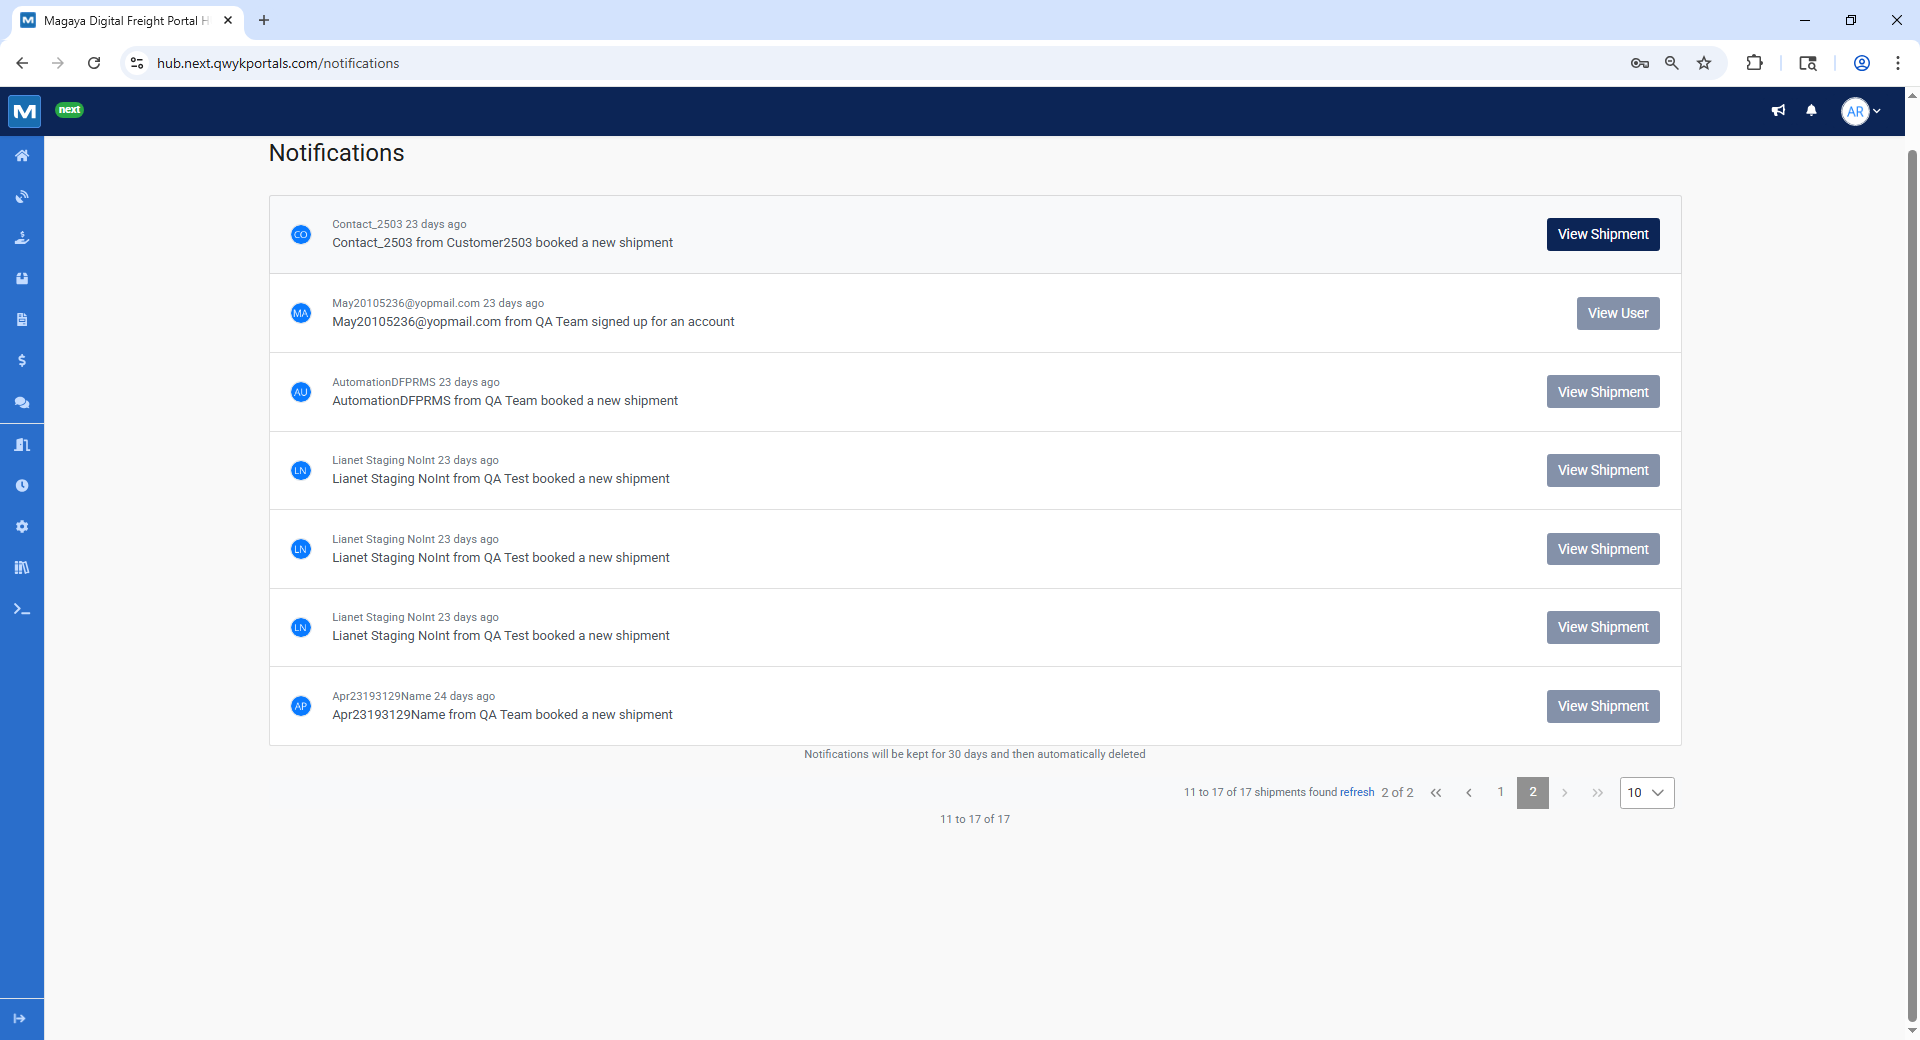 Magaya Digital Freight Portal H
hub.next.qwykportals.com/notifications
M
next
AR
Notifications
CO
Contact_2503 23 days ago
Contact_2503 from Customer2503 booked a new shipment
View Shipment
MA
May20105236@yopmail.com 23 days ago
May20105236@yopmail.com from QA Team signed up for an account
View User
AU
AutomationDFPRMS 23 days ago
AutomationDFPRMS from QA Team booked a new shipment
View Shipment
LN
Lianet Staging NoInt 23 days ago
Lianet Staging NoInt from QA Test booked a new shipment
View Shipment
LN
Lianet Staging NoInt 23 days ago
Lianet Staging NoInt from QA Test booked a new shipment
View Shipment
LN
Lianet Staging NoInt 23 days ago
Lianet Staging NoInt from QA Test booked a new shipment
View Shipment
AP
Apr23193129Name 24 days ago
Apr23193129Name from QA Team booked a new shipment
View Shipment
Notifications will be kept for 30 days and then automatically deleted
11 to 17 of 17 shipments found refresh 2 of 2 1 2 10
11 to 17 of 17